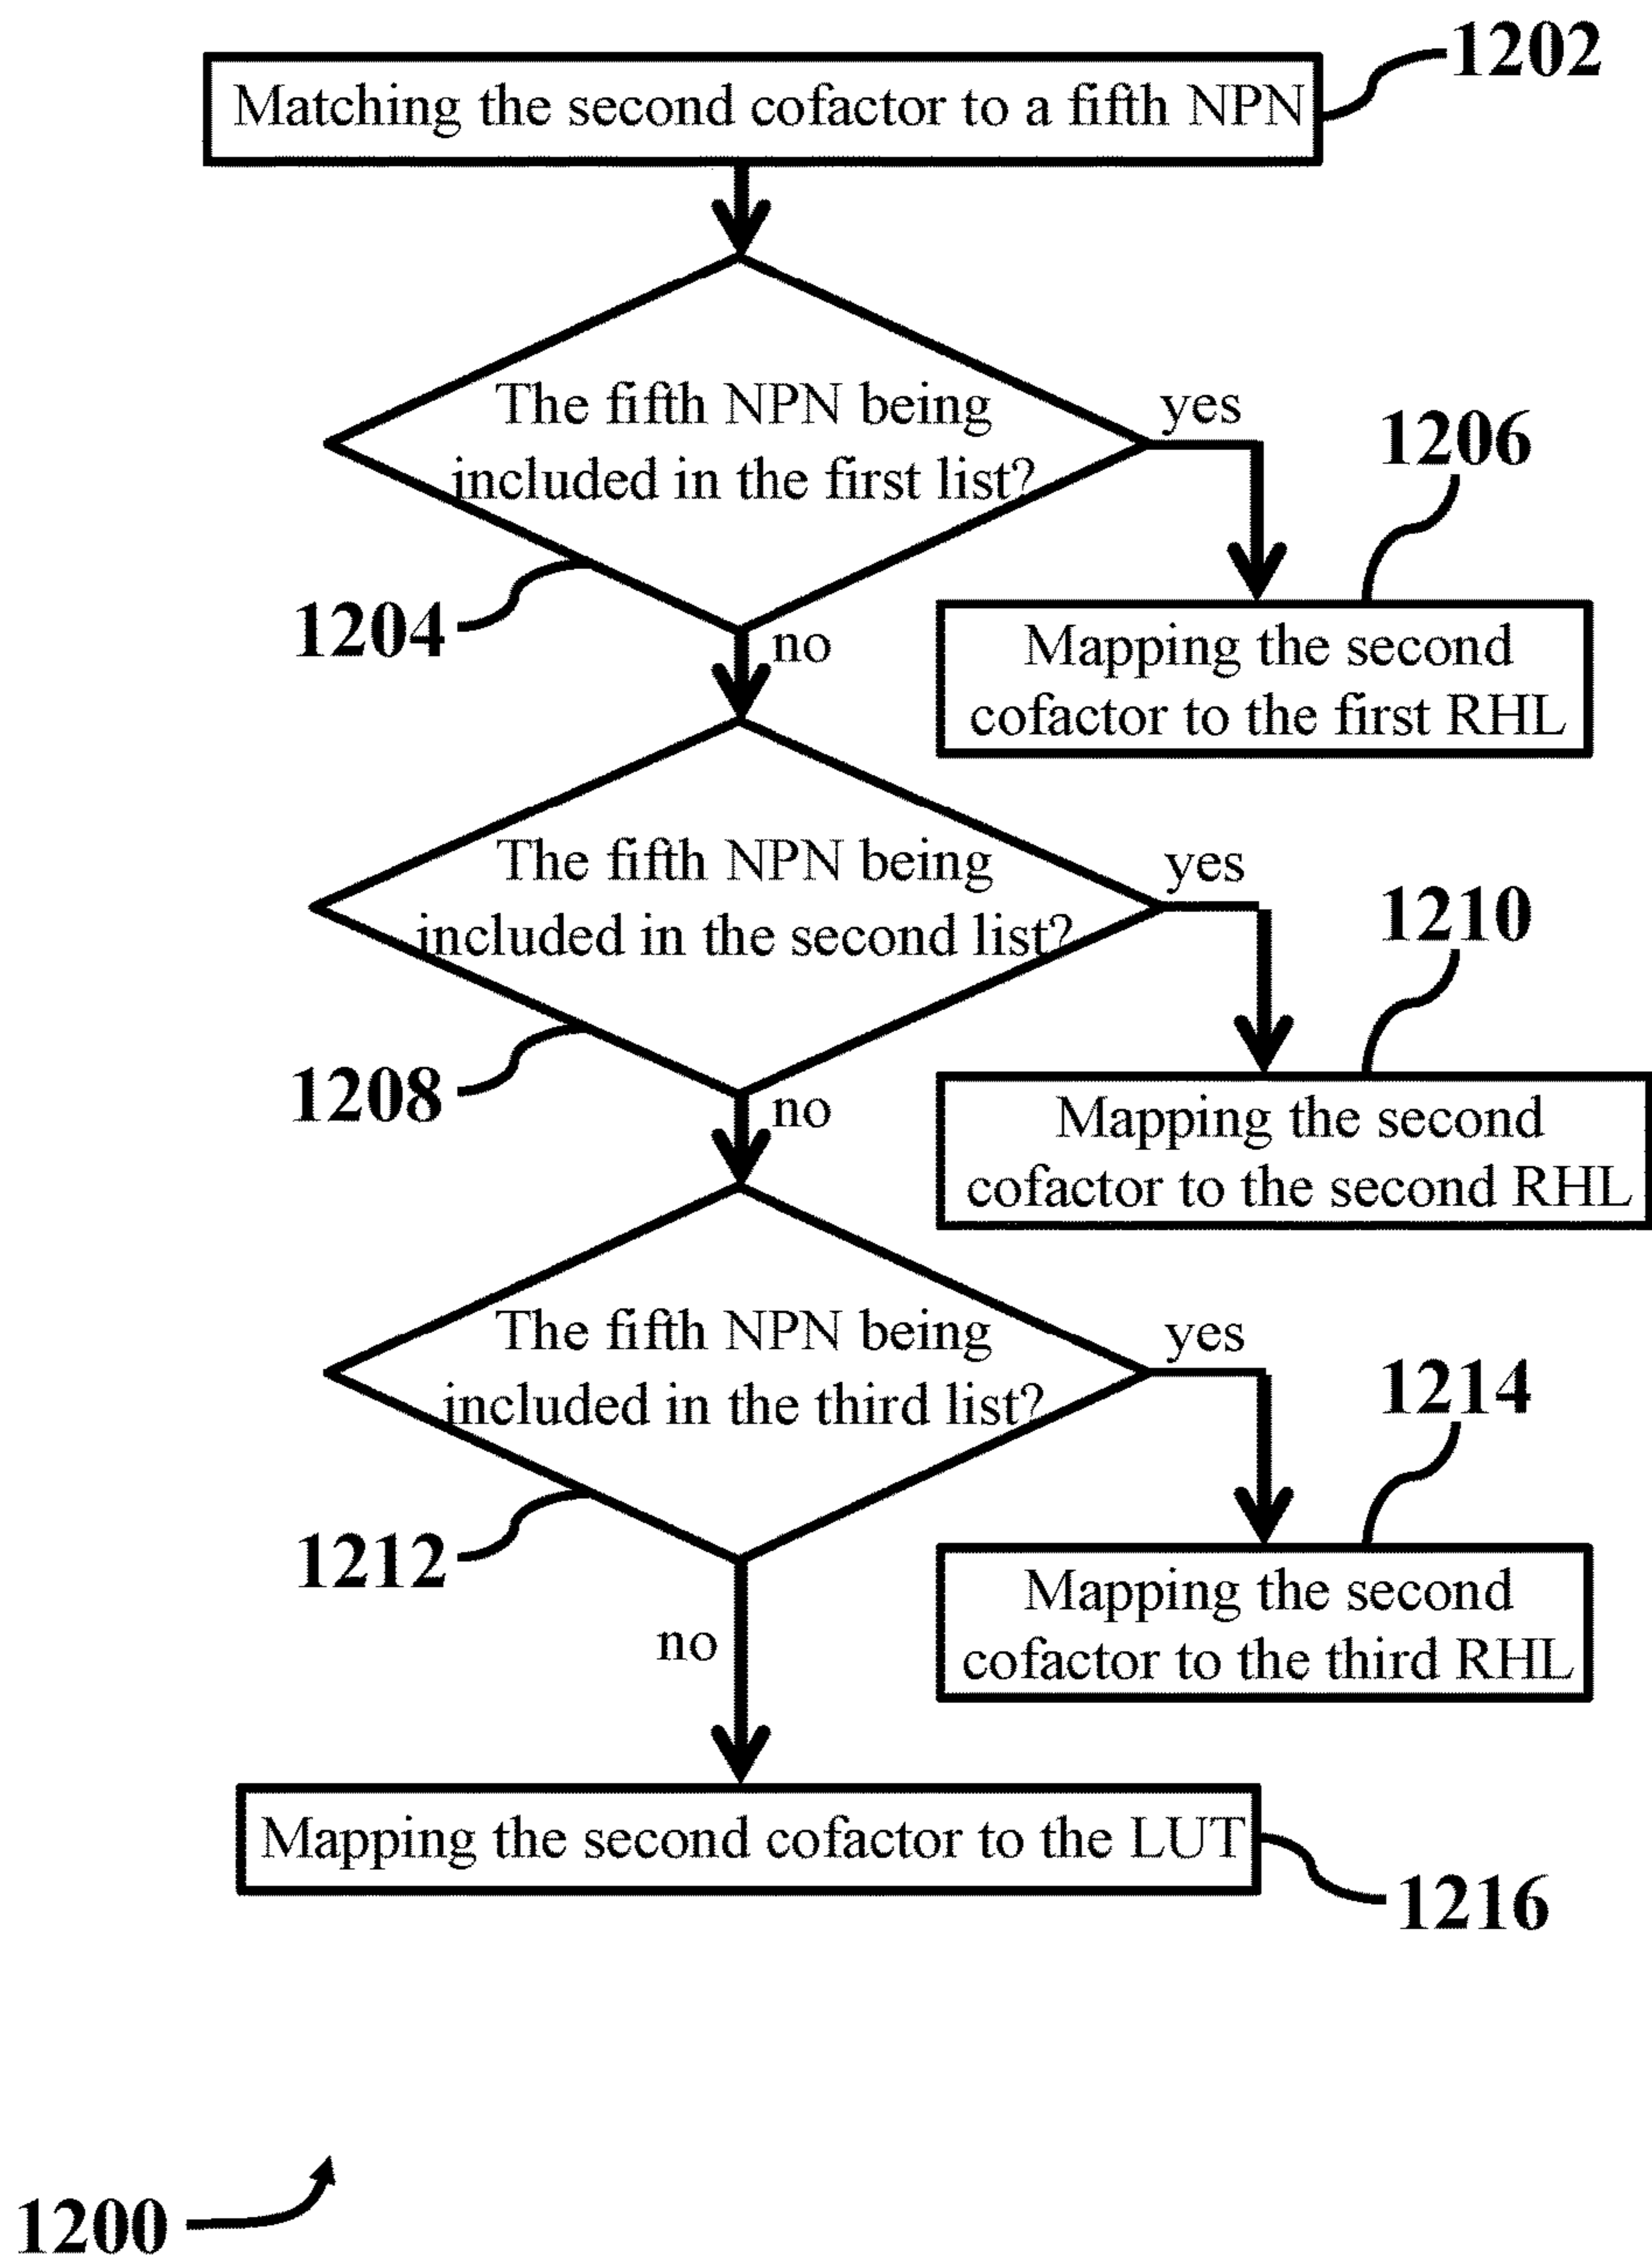 1202
Matching the second cofactor to a fifth NPN
The fifth NPN being
included in the first list?
yes
1204
no
1206
Mapping the second
cofactor to the first RHL
The fifth NPN being
included in the second list?
yes
1208
no
1210
Mapping the second
cofactor to the second RHL
The fifth NPN being
included in the third list?
yes
1212
no
1214
Mapping the second
cofactor to the third RHL
Mapping the second cofactor to the LUT
1216
1200